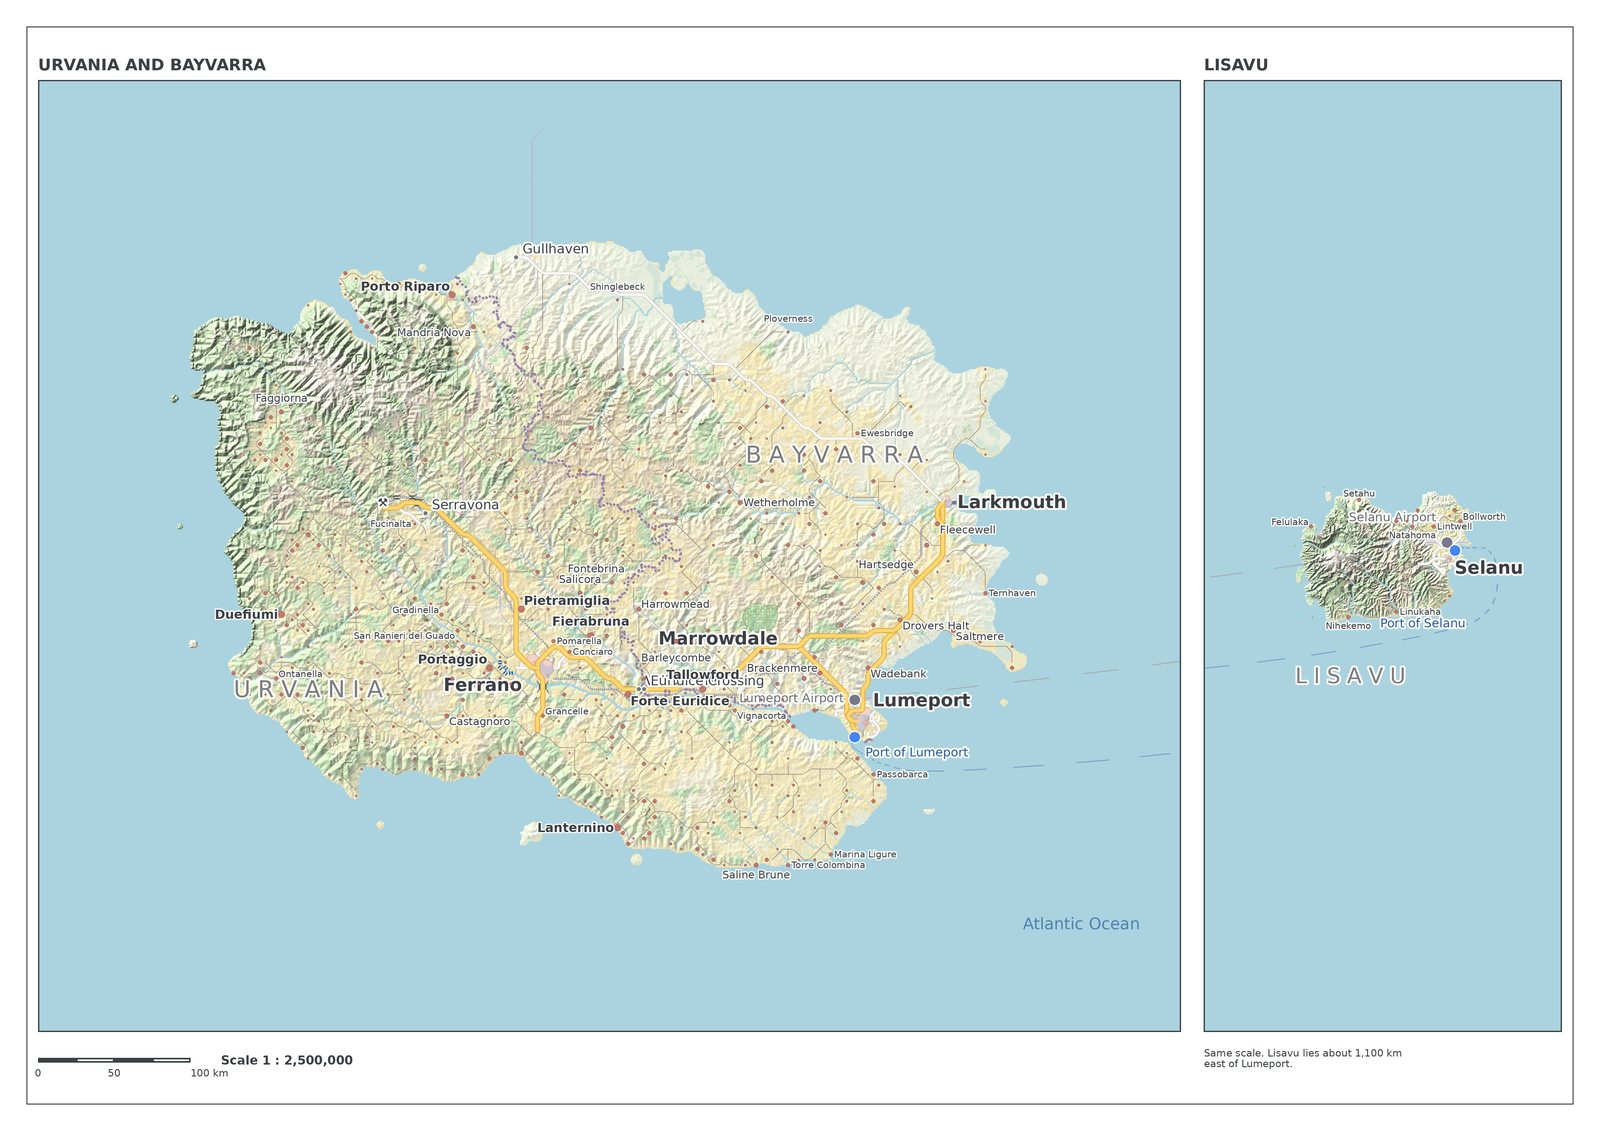 URVANIA AND BAYVARRA
LISAVU
Gullhaven
Porto Riparo
Shinglebeck
Mandria Nova
Ploverness
Faggiorna
Ewesbridge
BAYVARRA
Serravona
Wetherholme
Larkmouth
Fucinalta
Fleecewell
Fontebrina
Hartsedge
Salicora
Pietramiglia
Harrowmead
Ternhaven
Gradinella
Duefiumi
Fierabruna
Drovers Halt
San Ranieri del Guado
Pomarella
Marrowdale
Saltmere
Conciaro
Portaggio
Barleycombe
Brackenmere
Ontanella
Tallowford
Wadebank
URVANIA
Ferrano
Crossing
Forte Euridice
Lumeport Airport
Lumeport
Grancelle
Vignacorta
Castagnoro
Port of Lumeport
Passobarca
Lanternino
Marina Ligure
Torre Colombina
Saline Brune
Atlantic Ocean
Setahu
Selanu Airport
Bollworth
Felulaka
Lintwell
Natahoma
Selanu
Linukaha
Nihekemo
Port of Selanu
LISAVU
0 50 100 km
Scale 1 : 2,500,000
Same scale. Lisavu lies about 1,100 km
east of Lumeport.